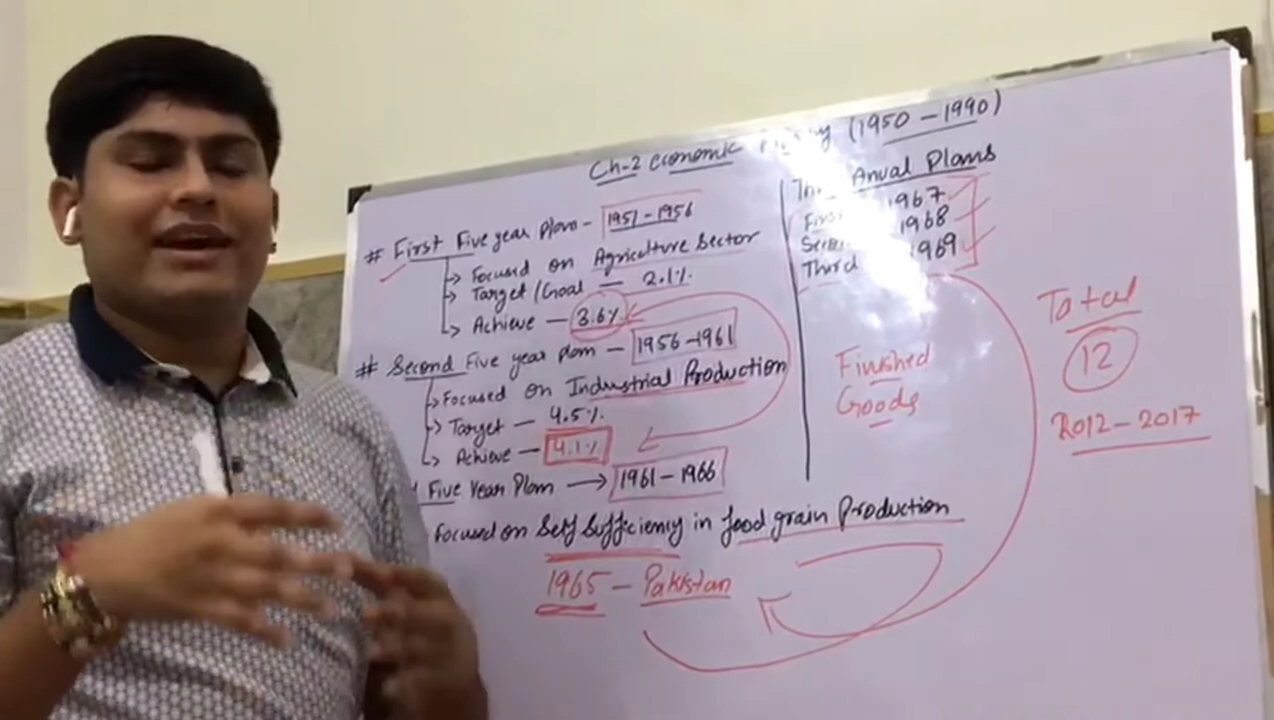 Ch-2 economic (1950 - 1990)
# First Five year plan - 1951-1956
Focused on Agriculture Sector
Target/Goal - 2.1%
Achieve - 3.6%
# Second Five year plan - 1956-1961
Focused on Industrial Production
Target - 4.5%
Achieve - 4.1%
Five Year Plan → 1961-1966
Focused on Self Sufficiency in food grain Production
1965 - Pakistan
Anual Plans
1967
1968
Third 1969
Finished
Goods
Total
12
2012-2017